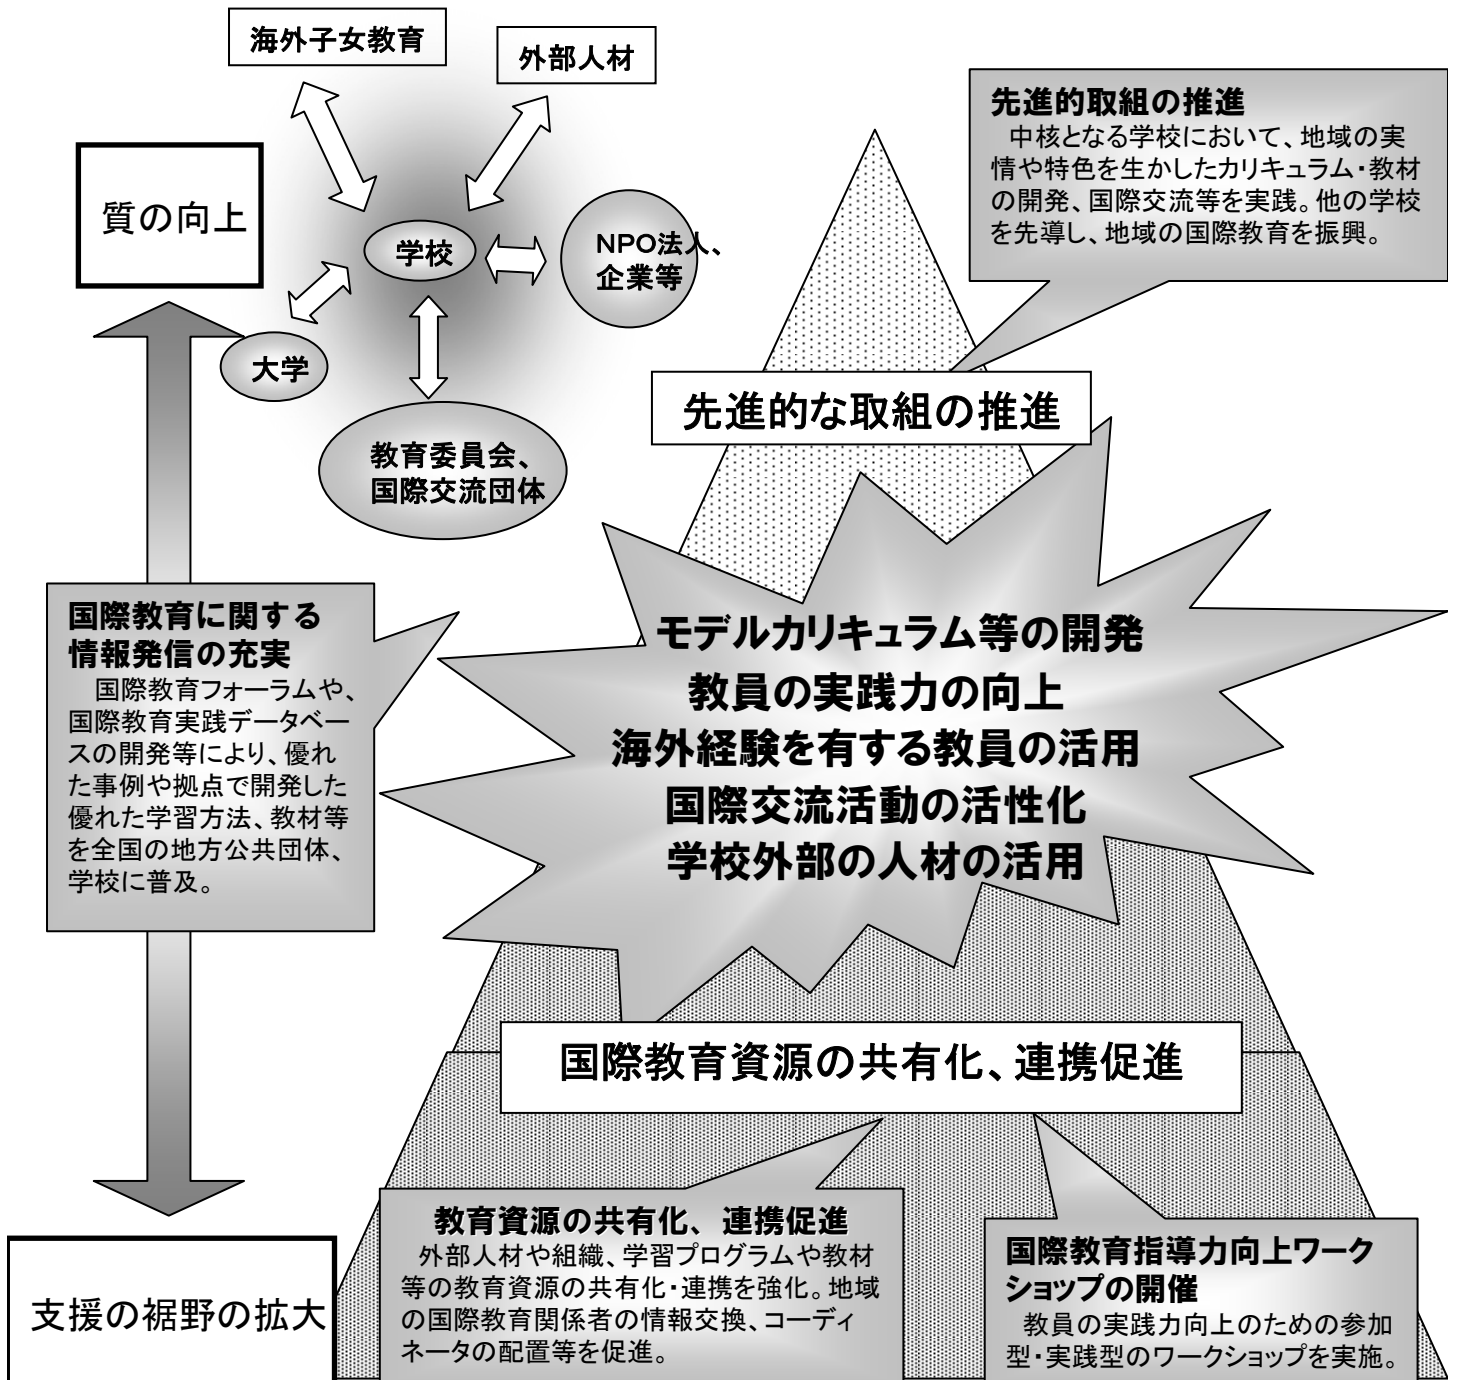 海外子女教育
外部人材
質の向上
学校
NPO法人、
企業等
大学
教育委員会、
国際交流団体
先進的取組の推進
中核となる学校において、地域の実
情や特色を生かしたカリキュラム・教材
の開発、国際交流等を実践。他の学校
を先導し、地域の国際教育を振興。
先進的な取組の推進
国際教育に関する
情報発信の充実
国際教育フォーラムや、
国際教育実践データベー
スの開発等により、優れ
た事例や拠点で開発した
優れた学習方法、教材等
を全国の地方公共団体、
学校に普及。
モデルカリキュラム等の開発
教員の実践力の向上
海外経験を有する教員の活用
国際交流活動の活性化
学校外部の人材の活用
国際教育資源の共有化、連携促進
支援の裾野の拡大
教育資源の共有化、連携促進
外部人材や組織、学習プログラムや教材
等の教育資源の共有化・連携を強化。地域
の国際教育関係者の情報交換、コーディ
ネータの配置等を促進。
国際教育指導力向上ワーク
ショップの開催
教員の実践力向上のための参加
型・実践型のワークショップを実施。